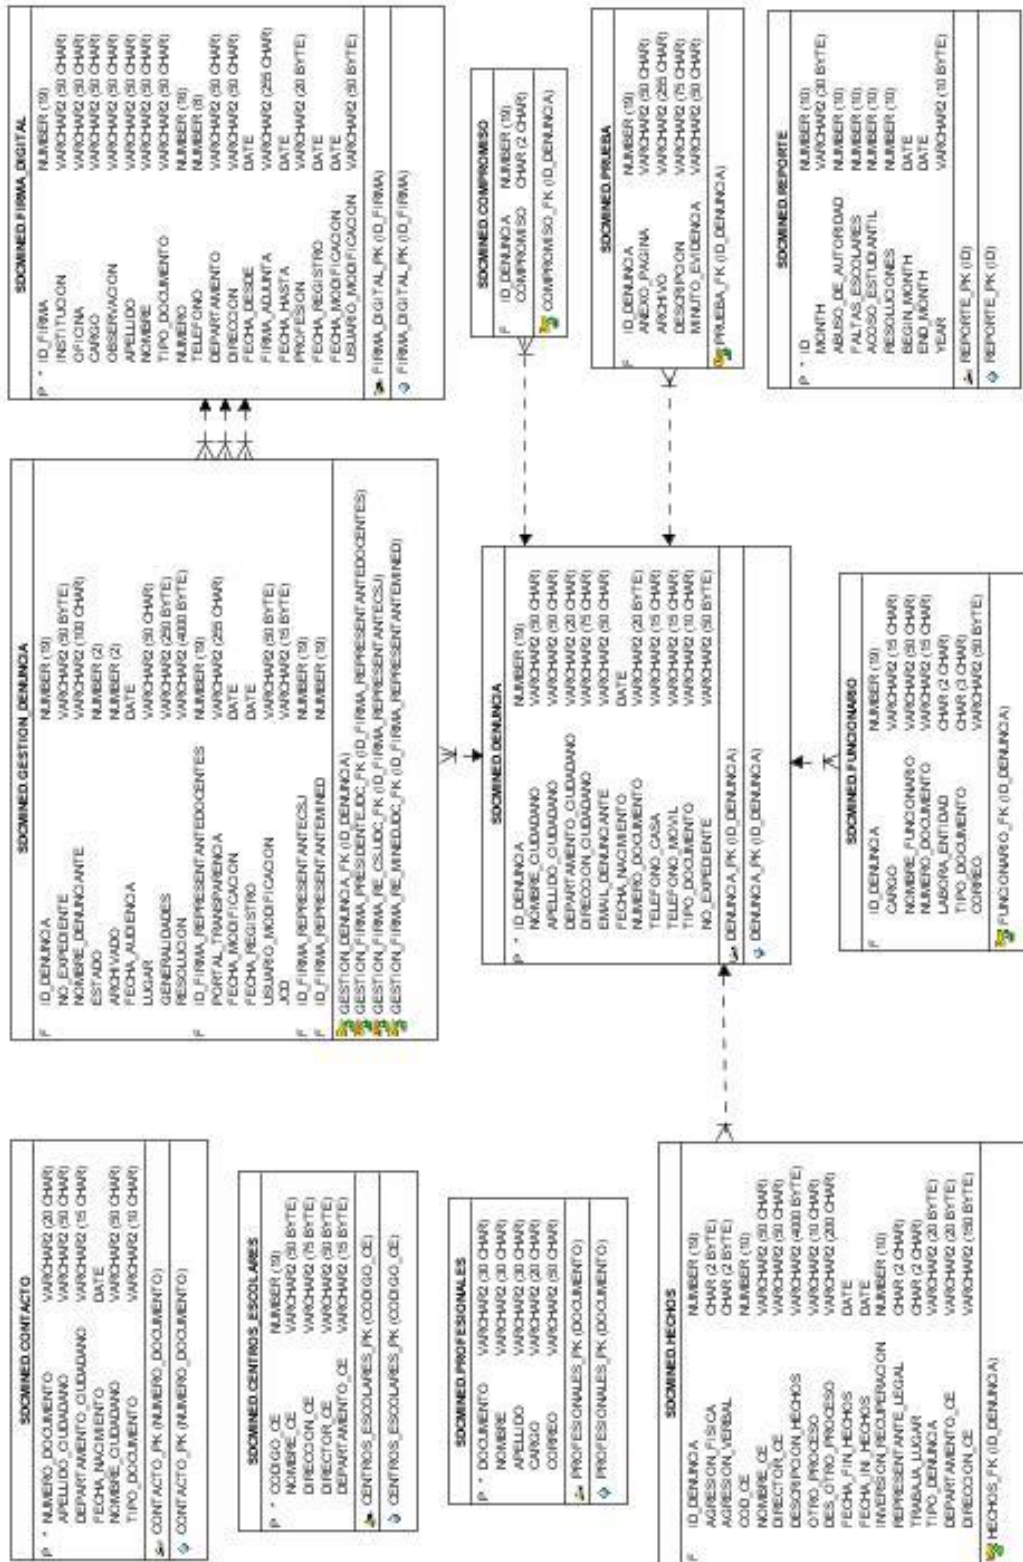 SDCMINED.CONTACTO
P * NUMERO_DOCUMENTO VARCHAR2 (20 CHAR)
APELLIDO_CIUDADANO VARCHAR2 (50 CHAR)
DEPARTAMENTO_CIUDADANO VARCHAR2 (15 CHAR)
FECHA_NACIMIENTO DATE
NOMBRE_CIUDADANO VARCHAR2 (50 CHAR)
TIPO_DOCUMENTO VARCHAR2 (10 CHAR)
CONTACTO_PK (NUMERO_DOCUMENTO)
CONTACTO_PK (NUMERO_DOCUMENTO)
SDCMINED.GESTION_DENUNCIA
F ID_DENUNCIA NUMBER (19)
NO_EXPEDIENTE VARCHAR2 (50 BYTE)
NOMBRE_DENUNCIANTE VARCHAR2 (100 CHAR)
ESTADO NUMBER (2)
ARCHIVADO NUMBER (2)
FECHA_AUDIENCIA DATE
LUGAR VARCHAR2 (50 CHAR)
GENERALIDADES VARCHAR2 (250 BYTE)
RESOLUCION VARCHAR2 (4000 BYTE)
F ID_FIRMA_REPRESENTANTEDOCENTES NUMBER (19)
PORTAL_TRANSPARENCIA VARCHAR2 (255 CHAR)
FECHA_MODIFICACION DATE
FECHA_REGISTRO DATE
USUARIO_MODIFICACION VARCHAR2 (50 BYTE)
JCD VARCHAR2 (15 BYTE)
F ID_FIRMA_REPRESENTANTECSJ NUMBER (19)
F ID_FIRMA_REPRESENTANTEMINED NUMBER (19)
GESTION_DENUNCIA_FK (ID_DENUNCIA)
GESTION_FIRMA_PRESIDENTEJDC_FK (ID_FIRMA_REPRESENTANTEDOCENTES)
GESTION_FIRMA_RE_CSJJDC_FK (ID_FIRMA_REPRESENTANTECSJ)
GESTION_FIRMA_RE_MINEDJDC_FK (ID_FIRMA_REPRESENTANTEMINED)
SDCMINED.FIRMA_DIGITAL
P * ID_FIRMA NUMBER (19)
INSTITUCION VARCHAR2 (50 CHAR)
OFICINA VARCHAR2 (50 CHAR)
CARGO VARCHAR2 (50 CHAR)
OBSERVACION VARCHAR2 (50 CHAR)
APELLIDO VARCHAR2 (50 CHAR)
NOMBRE VARCHAR2 (50 CHAR)
TIPO_DOCUMENTO VARCHAR2 (50 CHAR)
NUMERO NUMBER (16)
TELEFONO NUMBER (8)
DEPARTAMENTO VARCHAR2 (50 CHAR)
DIRECCION VARCHAR2 (50 CHAR)
FECHA_DESDE DATE
FIRMA_ADJUNTA VARCHAR2 (255 CHAR)
FECHA_HASTA DATE
PROFESION VARCHAR2 (20 BYTE)
FECHA_REGISTRO DATE
FECHA_MODIFICACION DATE
USUARIO_MODIFICACION VARCHAR2 (50 BYTE)
FIRMA_DIGITAL_PK (ID_FIRMA)
FIRMA_DIGITAL_PK (ID_FIRMA)
SDCMINED.CENTROS_ESCOLARES
P * CODIGO_CE NUMBER (19)
NOMBRE_CE VARCHAR2 (50 BYTE)
DIRECCION_CE VARCHAR2 (75 BYTE)
DIRECTOR_CE VARCHAR2 (50 BYTE)
DEPARTAMENTO_CE VARCHAR2 (15 BYTE)
CENTROS_ESCOLARES_PK (CODIGO_CE)
CENTROS_ESCOLARES_PK (CODIGO_CE)
SDCMINED.PROFESIONALES
P * DOCUMENTO VARCHAR2 (30 CHAR)
NOMBRE VARCHAR2 (30 CHAR)
APELLIDO VARCHAR2 (30 CHAR)
CARGO VARCHAR2 (20 CHAR)
CORREO VARCHAR2 (50 CHAR)
PROFESIONALES_PK (DOCUMENTO)
PROFESIONALES_PK (DOCUMENTO)
SDCMINED.DENUNCIA
P * ID_DENUNCIA NUMBER (19)
NOMBRE_CIUDADANO VARCHAR2 (50 CHAR)
APELLIDO_CIUDADANO VARCHAR2 (50 CHAR)
DEPARTAMENTO_CIUDADANO VARCHAR2 (20 CHAR)
DIRECCION_CIUDADANO VARCHAR2 (75 CHAR)
EMAIL_DENUNCIANTE VARCHAR2 (50 CHAR)
FECHA_NACIMIENTO DATE
NUMERO_DOCUMENTO VARCHAR2 (20 BYTE)
TELEFONO_CASA VARCHAR2 (15 CHAR)
TELEFONO_MOVIL VARCHAR2 (15 CHAR)
TIPO_DOCUMENTO VARCHAR2 (10 CHAR)
NO_EXPEDIENTE VARCHAR2 (50 BYTE)
DENUNCIA_PK (ID_DENUNCIA)
DENUNCIA_PK (ID_DENUNCIA)
SDCMINED.COMPROMISO
F ID_DENUNCIA NUMBER (19)
COMPROMISO CHAR (2 CHAR)
COMPROMISO_FK (ID_DENUNCIA)
SDCMINED.PRUEBA
F ID_DENUNCIA NUMBER (19)
ANEXO_PAGINA VARCHAR2 (50 CHAR)
ARCHIVO VARCHAR2 (255 CHAR)
DESCRIPCION VARCHAR2 (75 CHAR)
MINUTO_EVIDENCIA VARCHAR2 (50 CHAR)
PRUEBA_FK (ID_DENUNCIA)
SDCMINED.HECHOS
F ID_DENUNCIA NUMBER (19)
AGRESION_FISICA CHAR (2 BYTE)
AGRESION_VERBAL CHAR (2 BYTE)
COD_CE NUMBER (10)
NOMBRE_CE VARCHAR2 (50 CHAR)
DIRECTOR_CE VARCHAR2 (50 CHAR)
DESCRIPCION_HECHOS VARCHAR2 (4000 BYTE)
OTRO_PROCESO VARCHAR2 (10 CHAR)
DES_OTRO_PROCESO VARCHAR2 (200 CHAR)
FECHA_FIN_HECHOS DATE
FECHA_INI_HECHOS DATE
INVERSION_RECUPERACION NUMBER (10)
REPRESENTANTE_LEGAL CHAR (2 CHAR)
TRABAJA_LUGAR CHAR (2 CHAR)
TIPO_DENUNCIA VARCHAR2 (20 BYTE)
DEPARTAMENTO_CE VARCHAR2 (20 BYTE)
DIRECCION_CE VARCHAR2 (150 BYTE)
HECHOS_FK (ID_DENUNCIA)
SDCMINED.FUNCIONARIO
F ID_DENUNCIA NUMBER (19)
CARGO VARCHAR2 (15 CHAR)
NOMBRE_FUNCIONARIO VARCHAR2 (50 CHAR)
NUMERO_DOCUMENTO VARCHAR2 (15 CHAR)
LABORA_ENTIDAD CHAR (2 CHAR)
TIPO_DOCUMENTO CHAR (3 CHAR)
CORREO VARCHAR2 (50 BYTE)
FUNCIONARIO_FK (ID_DENUNCIA)
SDCMINED.REPORTE
P * ID NUMBER (10)
MONTH VARCHAR2 (30 BYTE)
ABUSO_DE_AUTORIDAD NUMBER (10)
FALTAS_ESCOLARES NUMBER (10)
ACOSO_ESTUDIANTIL NUMBER (10)
RESOLUCIONES NUMBER (10)
BEGIN_MONTH DATE
END_MONTH DATE
YEAR VARCHAR2 (10 BYTE)
REPORTE_PK (ID)
REPORTE_PK (ID)